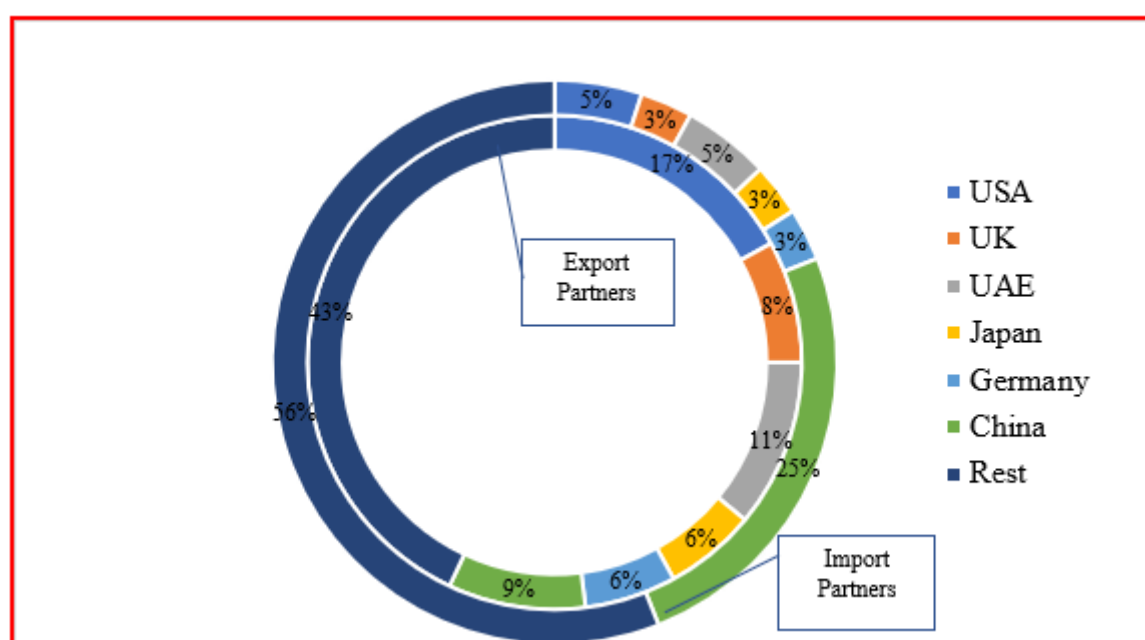 5%
3%
5%
17%
3%
3%
Export
Partners
8%
43%
56%
11%
25%
6%
6%
9%
Import
Partners
USA
UK
UAE
Japan
Germany
China
Rest